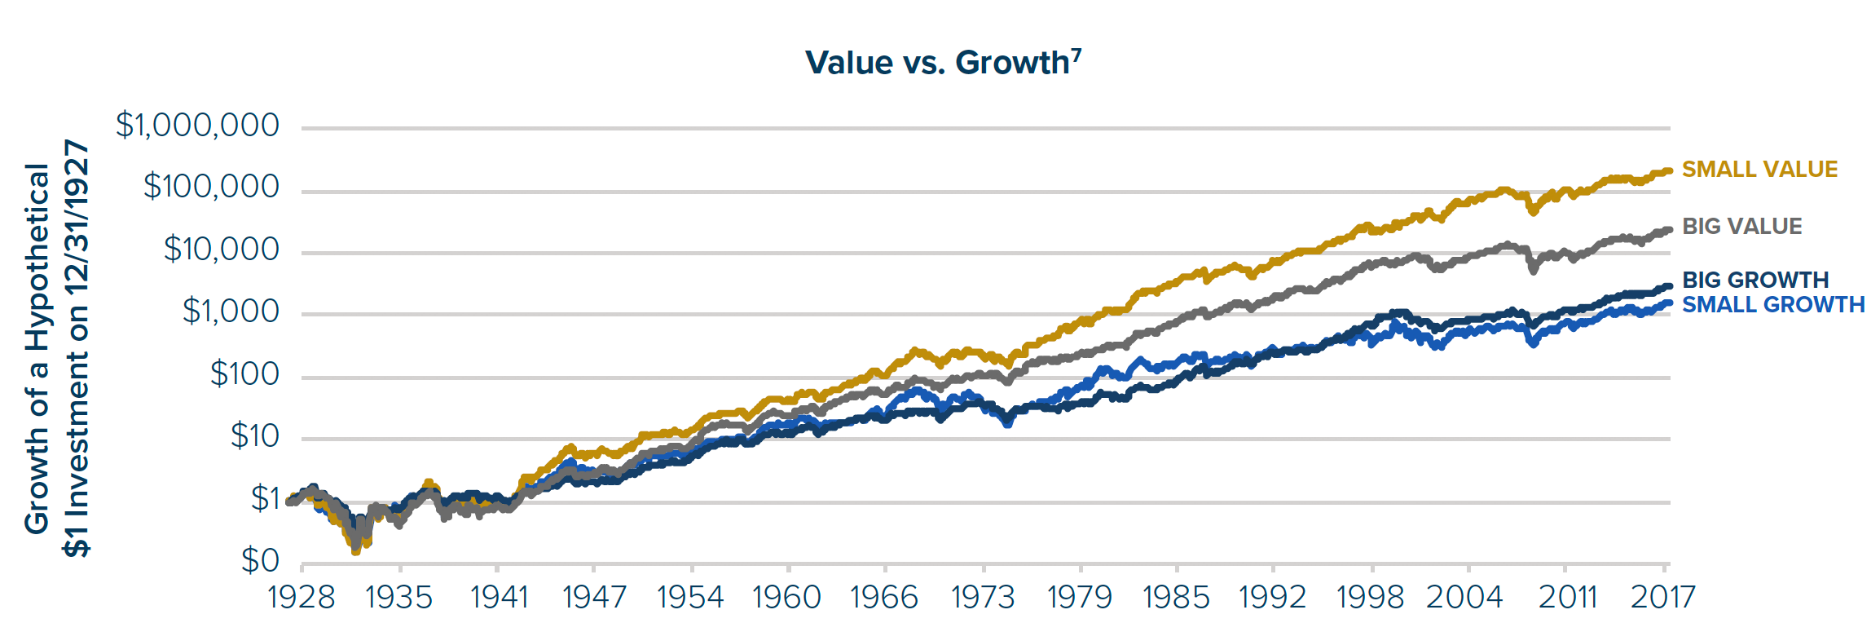 Value vs. Growth⁷
Growth of a Hypothetical
$1 Investment on 12/31/1927
$1,000,000
$100,000
$10,000
$1,000
$100
$10
$1
$0
1928 1935 1941 1947 1954 1960 1966 1973 1979 1985 1992 1998 2004 2011 2017
SMALL VALUE
BIG VALUE
BIG GROWTH
SMALL GROWTH